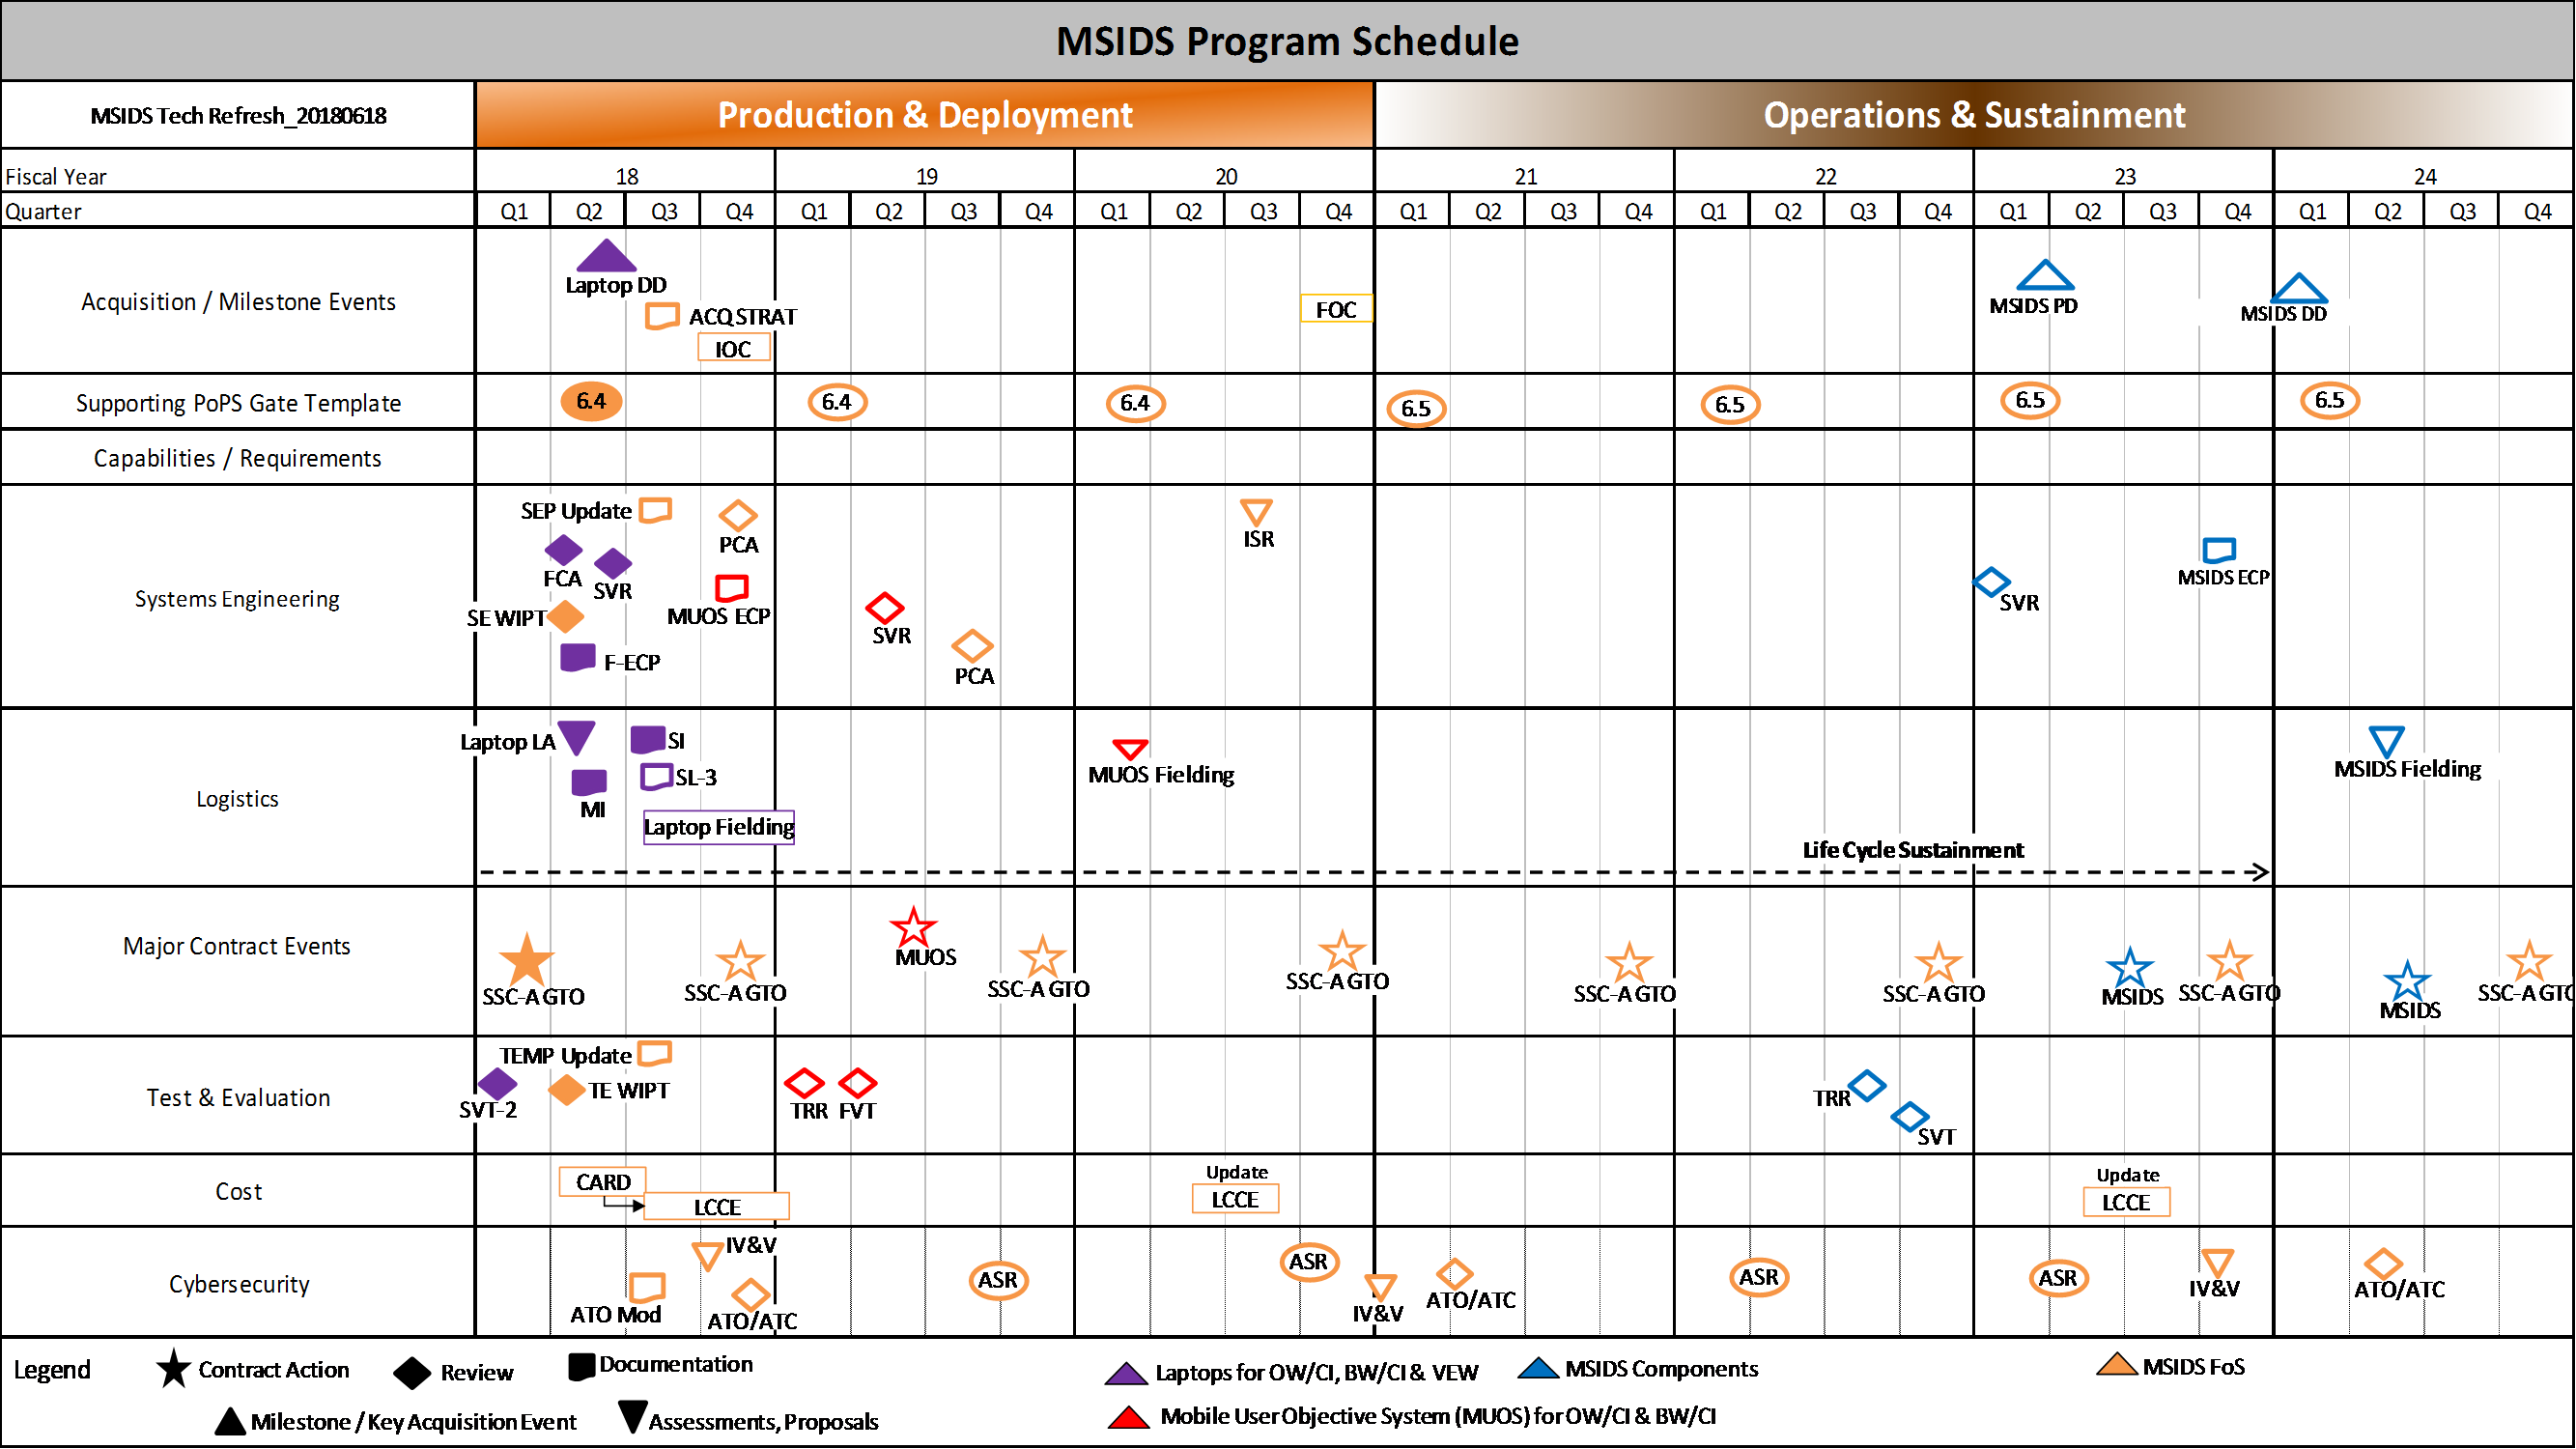 MSIDS Program Schedule
MSIDS Tech Refresh_20180618
Production & Deployment
Operations & Sustainment
Fiscal Year
18
19
20
21
22
23
24
Quarter
Q1 Q2 Q3 Q4 Q1 Q2 Q3 Q4 Q1 Q2 Q3 Q4 Q1 Q2 Q3 Q4 Q1 Q2 Q3 Q4 Q1 Q2 Q3 Q4 Q1 Q2 Q3 Q4
Acquisition / Milestone Events
Laptop DD
ACQ STRAT
IOC
FOC
MSIDS PD
MSIDS DD
Supporting PoPS Gate Template
6.4
6.4
6.4
6.5
6.5
6.5
6.5
Capabilities / Requirements
Systems Engineering
SEP Update
PCA
FCA
SVR
SE WIPT
MUOS ECP
F-ECP
SVR
PCA
ISR
SVR
MSIDS ECP
Logistics
Laptop LA
SI
MI
SL-3
Laptop Fielding
MUOS Fielding
MSIDS Fielding
Life Cycle Sustainment
Major Contract Events
SSC-A GTO
SSC-A GTO
MUOS
SSC-A GTO
SSC-A GTO
SSC-A GTO
SSC-A GTO
MSIDS
SSC-A GTO
MSIDS
SSC-A GTO
Test & Evaluation
TEMP Update
SVT-2
TE WIPT
TRR
FVT
TRR
SVT
Cost
CARD
LCCE
Update
LCCE
Update
LCCE
Cybersecurity
IV&V
ATO Mod
ATO/ATC
ASR
ASR
IV&V
ATO/ATC
ASR
ASR
IV&V
ATO/ATC
Legend
Contract Action
Review
Documentation
Laptops for OW/CI, BW/CI & VEW
MSIDS Components
MSIDS FoS
Milestone / Key Acquisition Event
Assessments, Proposals
Mobile User Objective System (MUOS) for OW/CI & BW/CI